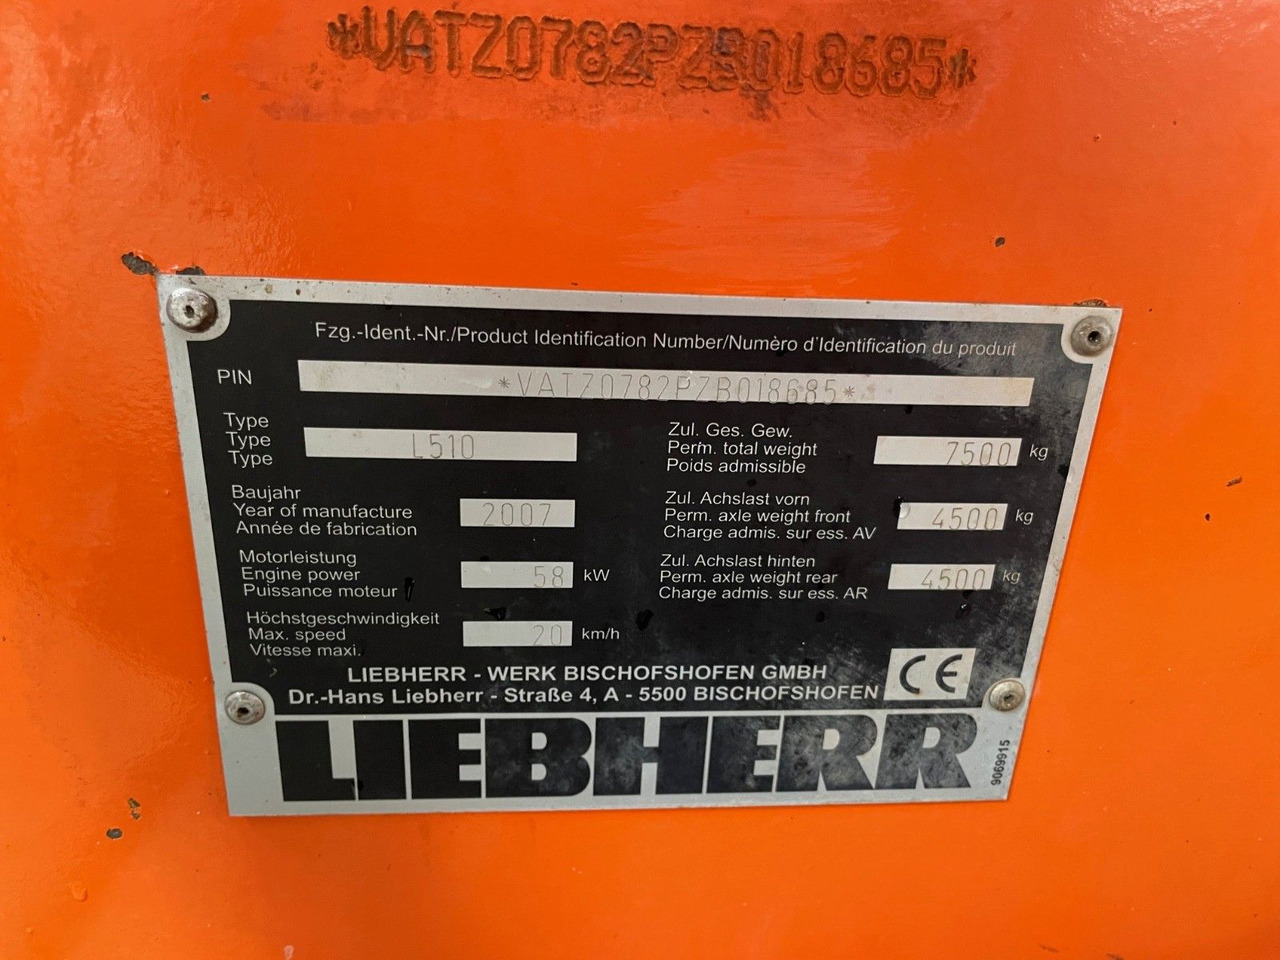 *VATZ0782PZB018685*
Fzg.-Ident.-Nr./Product Identification Number/Numèro d'Identification du produit
PIN *VATZ0782PZB018685*
Type
Type L510
Type
Zul. Ges. Gew.
Perm. total weight 7500 kg
Poids admissible
Baujahr
Year of manufacture 2007
Année de fabrication
Zul. Achslast vorn
Perm. axle weight front 4500 kg
Charge admis. sur ess. AV
Motorleistung
Engine power 58 kW
Puissance moteur
Zul. Achslast hinten
Perm. axle weight rear 4500 kg
Charge admis. sur ess. AR
Höchstgeschwindigkeit
Max. speed 20 km/h
Vitesse maxi.
LIEBHERR - WERK BISCHOFSHOFEN GMBH
Dr.-Hans Liebherr - Straße 4, A - 5500 BISCHOFSHOFEN
CE
LIEBHERR
9069915